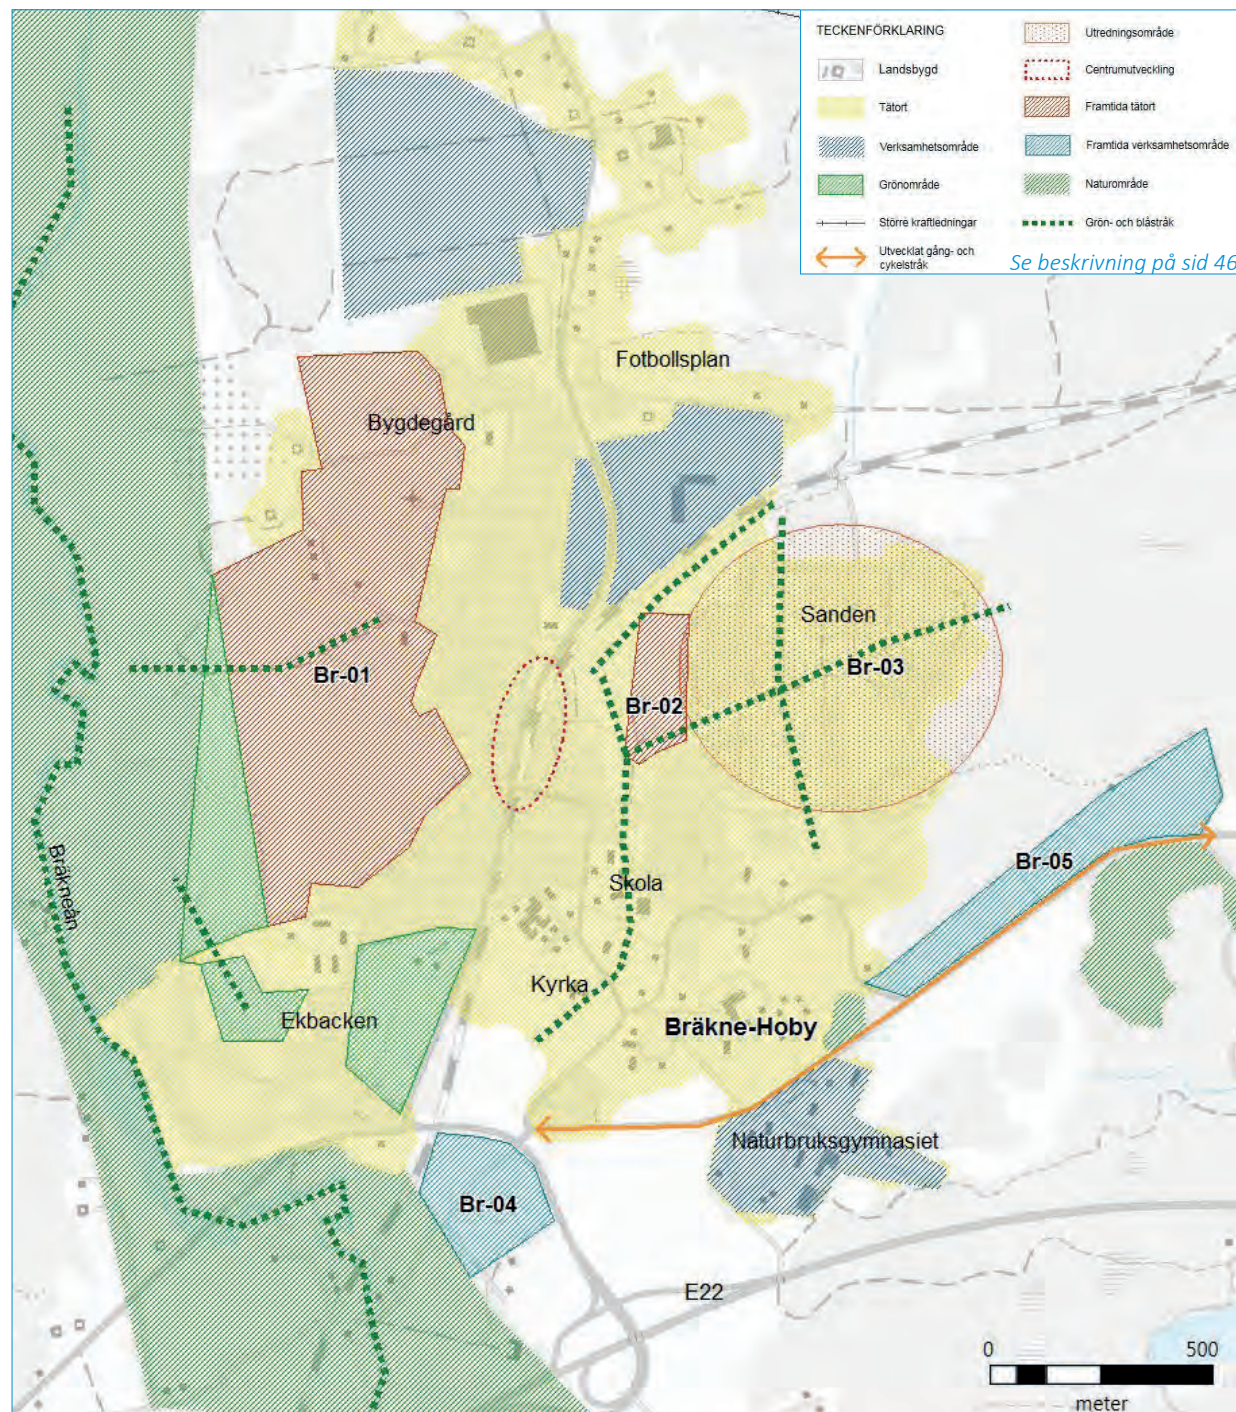 TECKENFÖRKLARING
Landsbygd
Tätort
Verksamhetsområde
Grönområde
Större kraftledningar
Utvecklat gång- och
cykelstråk
Utredningsområde
Centrumutveckling
Framtida tätort
Framtida verksamhetsområde
Naturområde
Grön- och blåstråk
Se beskrivning på sid 46
Fotbollsplan
Bygdegård
Sanden
Br-01
Br-02
Br-03
Bräkneån
Br-05
Skola
Kyrka
Ekbacken
Bräkne-Hoby
Naturbruksgymnasiet
Br-04
E22
0 500
meter